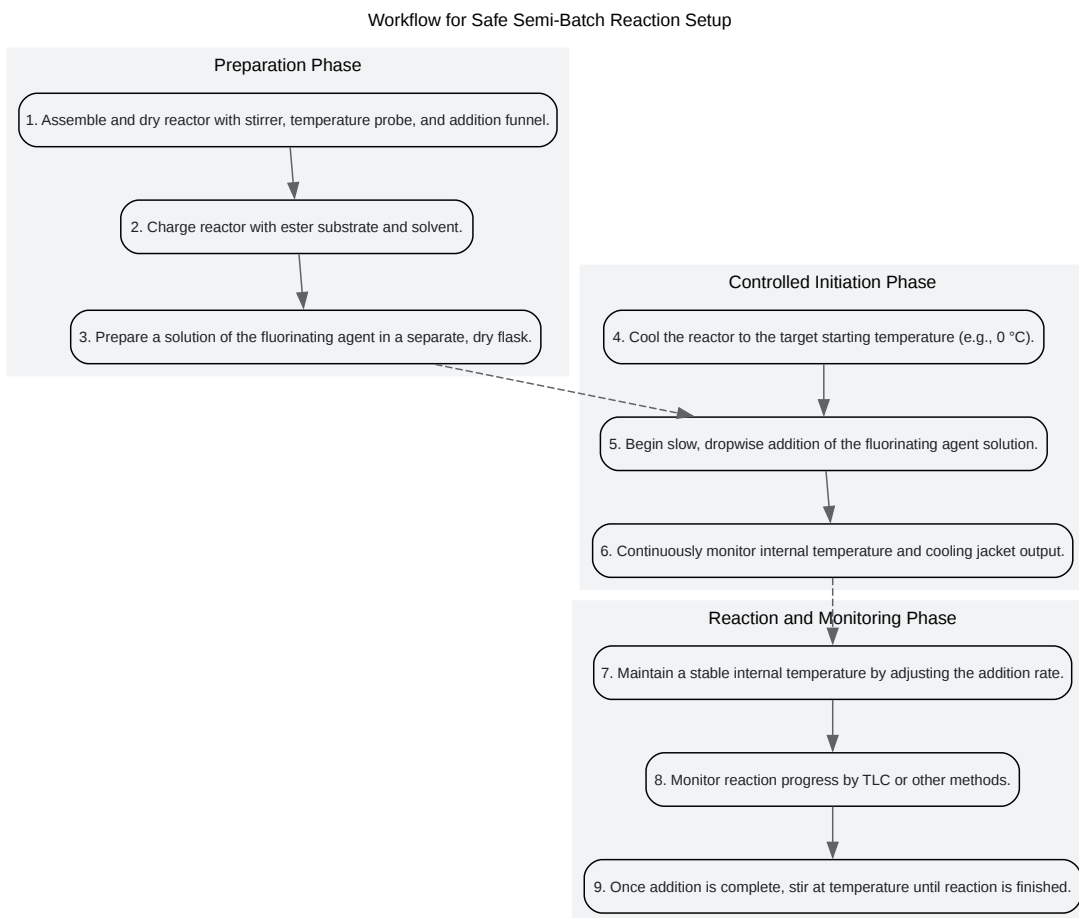 Workflow for Safe Semi-Batch Reaction Setup
Preparation Phase
1. Assemble and dry reactor with stirrer, temperature probe, and addition funnel.
2. Charge reactor with ester substrate and solvent.
3. Prepare a solution of the fluorinating agent in a separate, dry flask.
Controlled Initiation Phase
4. Cool the reactor to the target starting temperature (e.g., 0 °C).
5. Begin slow, dropwise addition of the fluorinating agent solution.
6. Continuously monitor internal temperature and cooling jacket output.
Reaction and Monitoring Phase
7. Maintain a stable internal temperature by adjusting the addition rate.
8. Monitor reaction progress by TLC or other methods.
9. Once addition is complete, stir at temperature until reaction is finished.